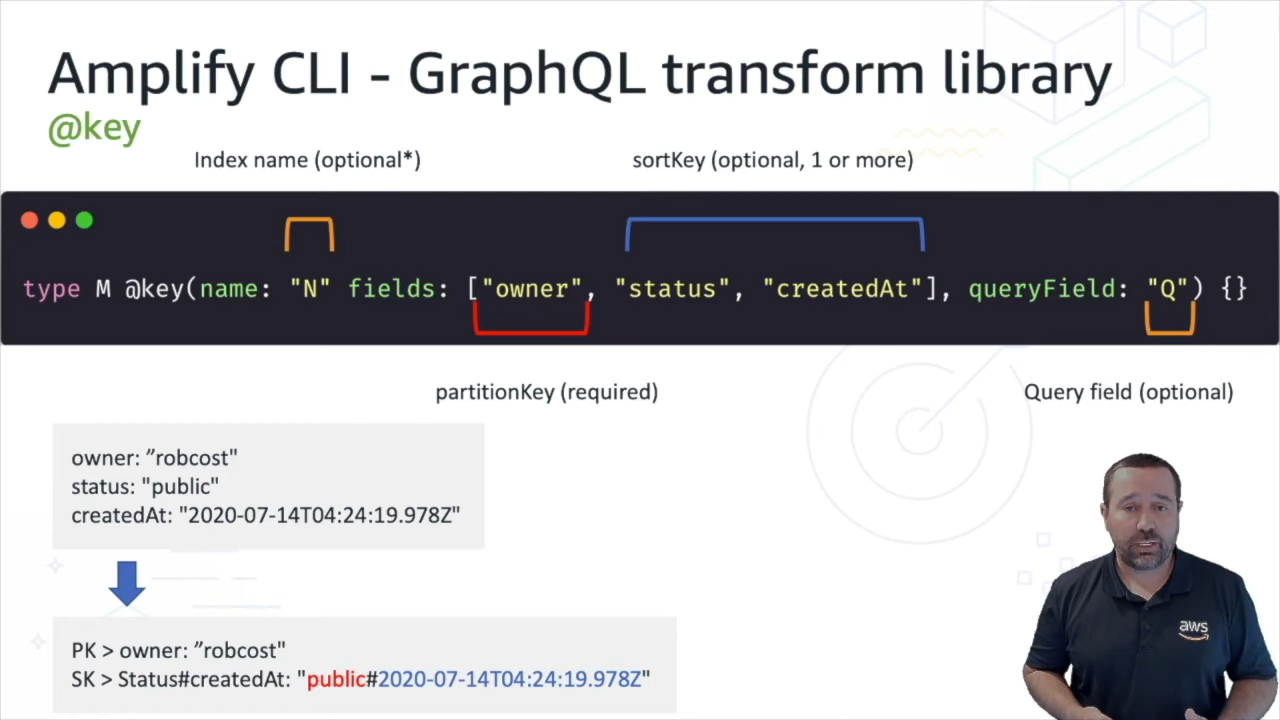 Amplify CLI - GraphQL transform library
@key
Index name (optional*)
sortKey (optional, 1 or more)
type M @key(name: "N" fields: ["owner", "status", "createdAt"], queryField: "Q") {}
partitionKey (required)
Query field (optional)
owner: ”robcost"
status: "public"
createdAt: "2020-07-14T04:24:19.978Z"
PK > owner: ”robcost"
SK > Status#createdAt: "public#2020-07-14T04:24:19.978Z"
aws